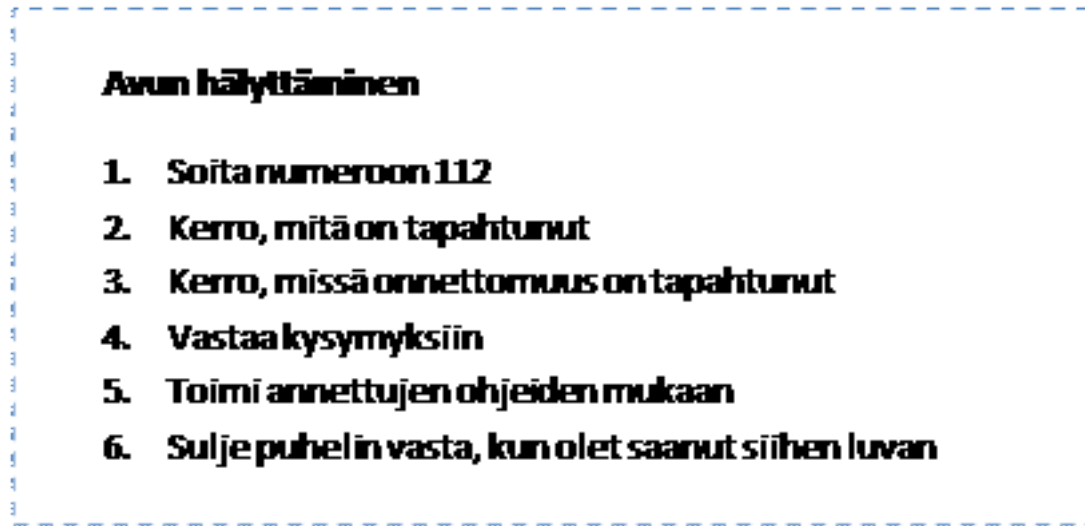 Avun hälyttäminen
1. Soita numeroon 112
2. Kerro, mitä on tapahtunut
3. Kerro, missä onnettomuus on tapahtunut
4. Vastaa kysymyksiin
5. Toimi annettujen ohjeiden mukaan
6. Sulje puhelin vasta, kun olet saanut siihen luvan